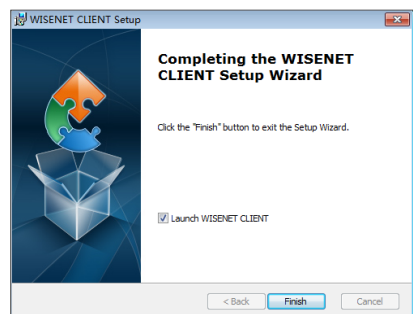 WISENET CLIENT Setup
Completing the WISENET
CLIENT Setup Wizard
Click the "Finish" button to exit the Setup Wizard.
Launch WISENET CLIENT
< Back Finish Cancel